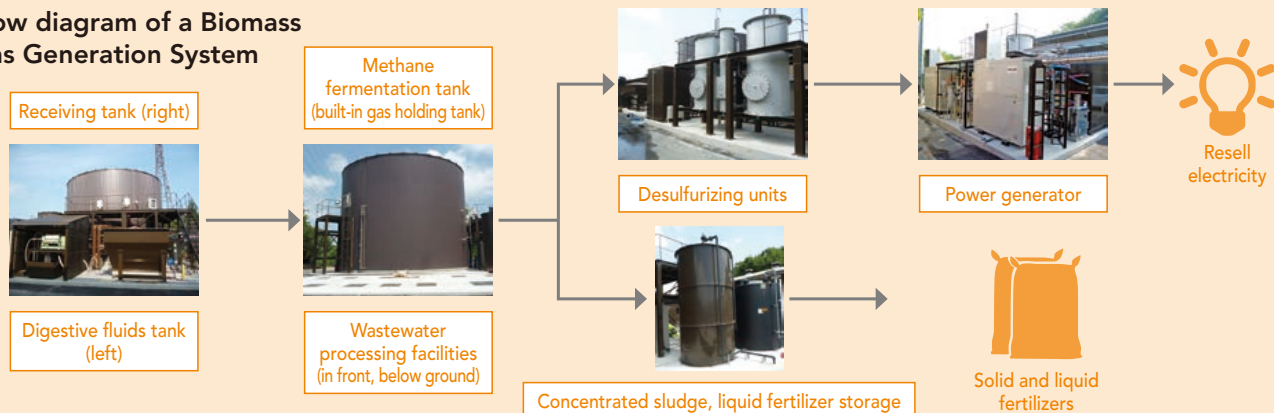 ow diagram of a Biomass
as Generation System
Receiving tank (right)
Digestive fluids tank
(left)
Methane
fermentation tank
(built-in gas holding tank)
Wastewater
processing facilities
(in front, below ground)
Desulfurizing units
Power generator
Resell
electricity
Concentrated sludge, liquid fertilizer storage
Solid and liquid
fertilizers